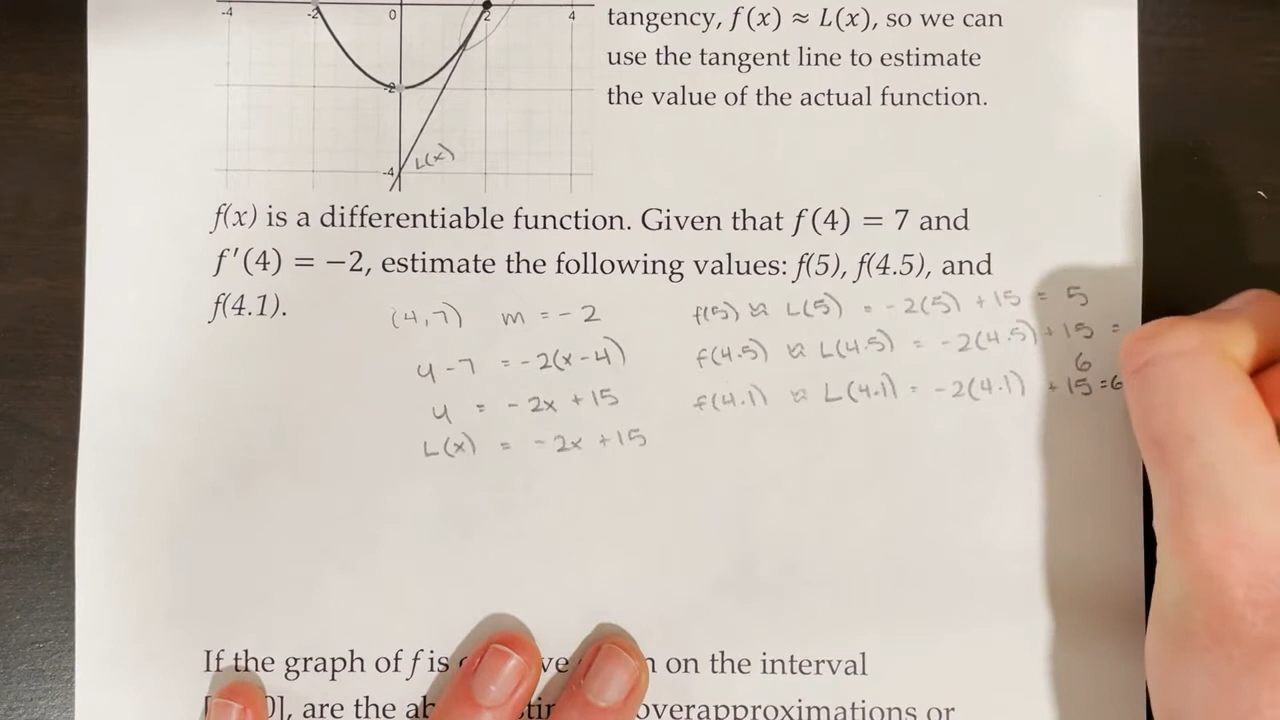 -4 -2 0 2 4
-2
-4
L(x)
tangency, f(x) ≈ L(x), so we can
use the tangent line to estimate
the value of the actual function.
f(x) is a differentiable function. Given that f(4) = 7 and
f'(4) = −2, estimate the following values: f(5), f(4.5), and
f(4.1).
(4,7) m = -2
y - 7 = -2(x-4)
y = -2x + 15
L(x) = -2x + 15
f(5) ≈ L(5) = -2(5) + 15 = 5
f(4.5) ≈ L(4.5) = -2(4.5) + 15 =
6
f(4.1) ≈ L(4.1) = -2(4.1) + 15 = 6
If the graph of f is on the interval
are the overapproximations or